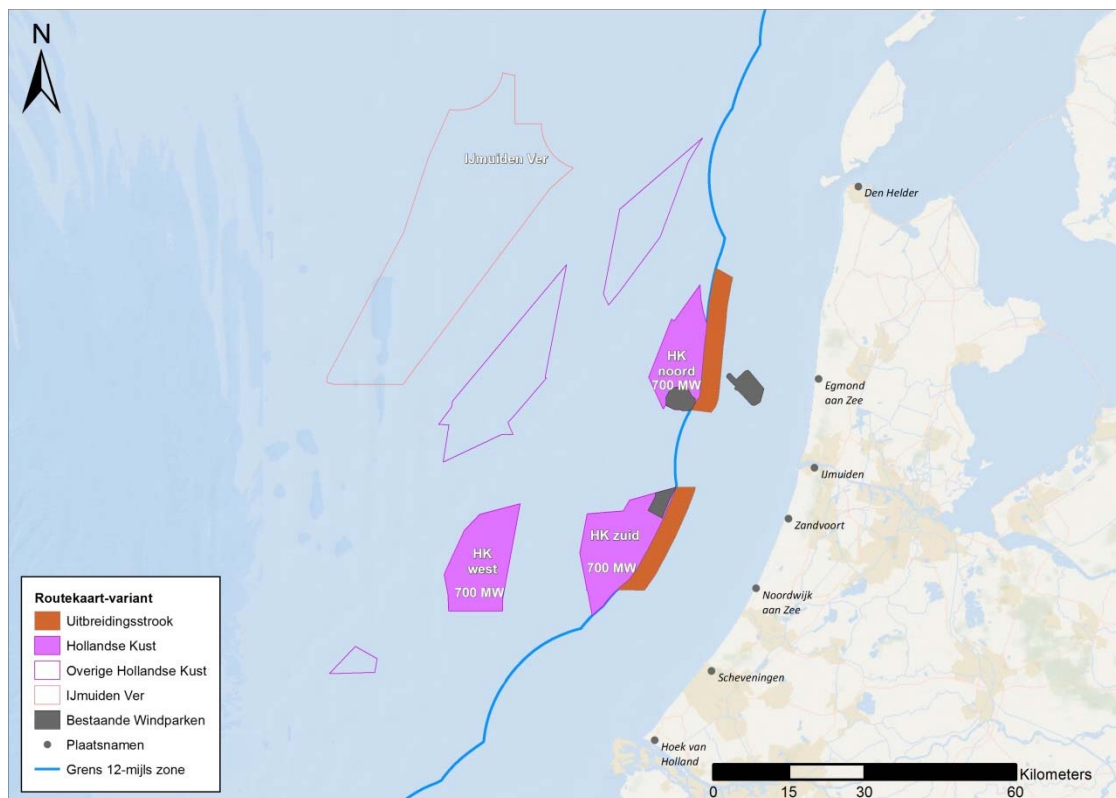 N
IJmuiden Ver
Den Helder
HK
noord
700 MW
Egmond
aan Zee
IJmuiden
Zandvoort
HK zuid
700 MW
HK
west
700 MW
Noordwijk
aan Zee
Scheveningen
Hoek van
Holland
Routekaart-variant
Uitbreidingsstrook
Hollandse Kust
Overige Hollandse Kust
IJmuiden Ver
Bestaande Windparken
Plaatsnamen
Grens 12-mijls zone
Kilometers
0 15 30 60